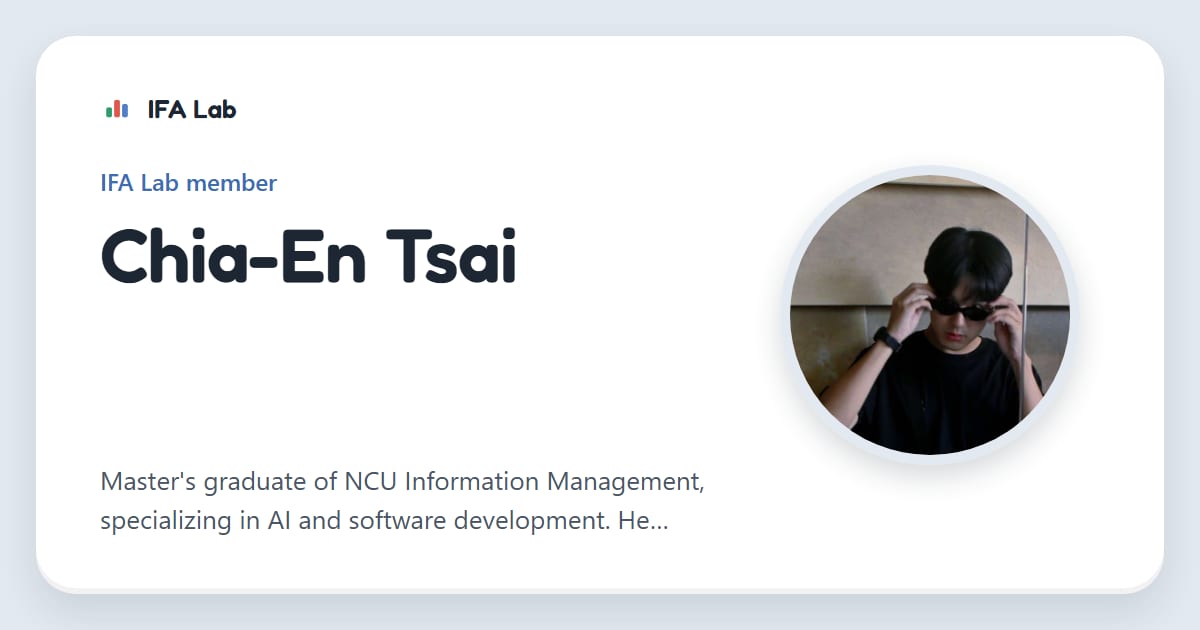 IFA Lab
IFA Lab member
Chia-En Tsai
Master's graduate of NCU Information Management,
specializing in AI and software development. He...